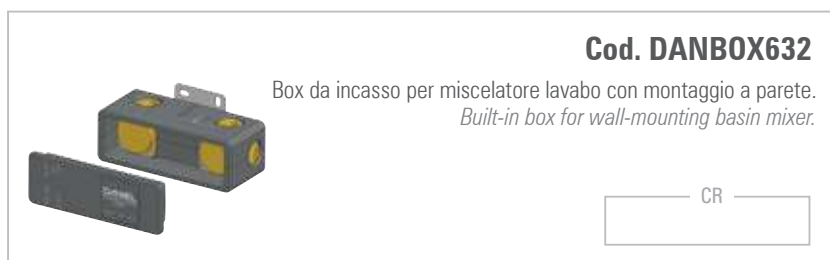 Cod. DANBOX632
Box da incasso per miscelatore lavabo con montaggio a parete.
Built-in box for wall-mounting basin mixer.
CR